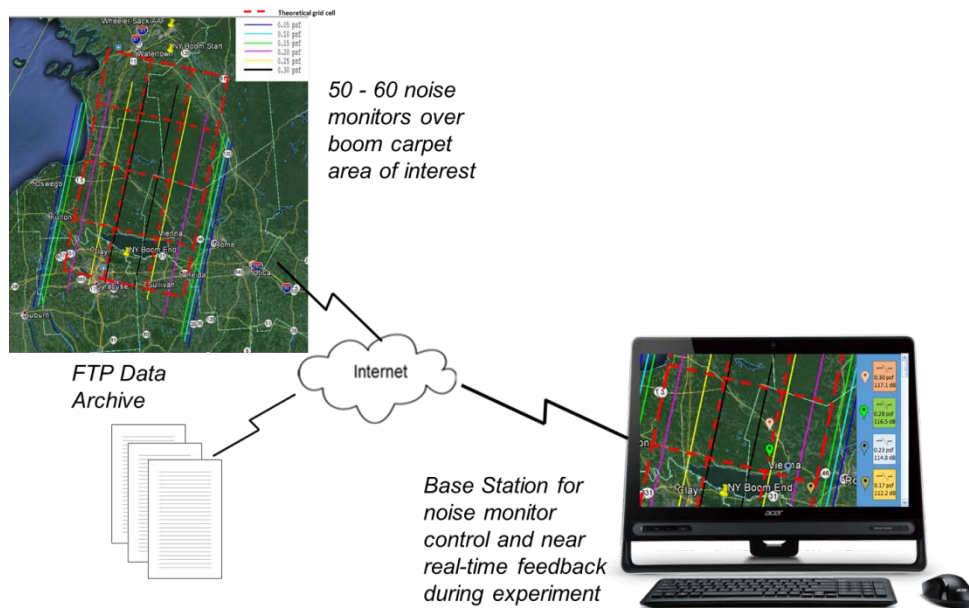 Theoretical grid cell
0.05 psf
0.10 psf
0.15 psf
0.20 psf
0.25 psf
0.30 psf
Wheeler-Sack AAF
NY Boom Start
Watertown
Oswego
Fulton
Vienna
Rome
Clay
NY Boom End
Oneida
Utica
Syracuse
Sullivan
Auburn
50 - 60 noise
monitors over
boom carpet
area of interest
FTP Data
Archive
Internet
Base Station for
noise monitor
control and near
real-time feedback
during experiment
Vienna
Clay
NY Boom End
31
0.30 psf
117.1 dB
0.28 psf
116.5 dB
0.23 psf
114.8 dB
0.17 psf
112.2 dB
acer